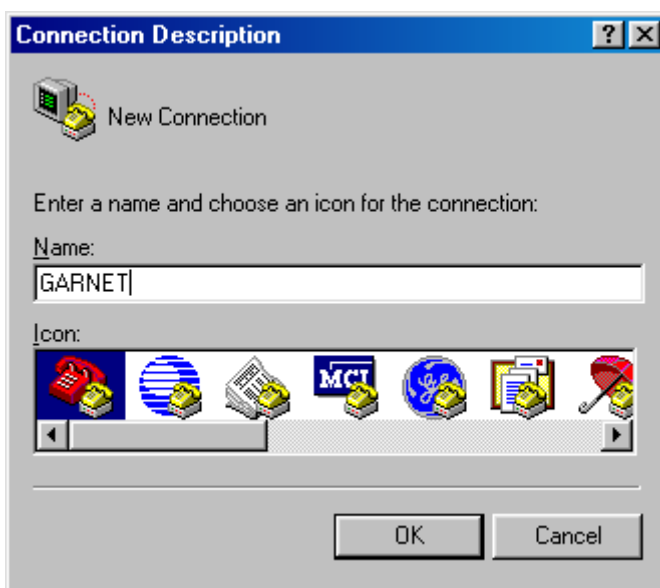 Connection Description
New Connection
Enter a name and choose an icon for the connection:
Name:
GARNET
Icon:
MCI
OK Cancel